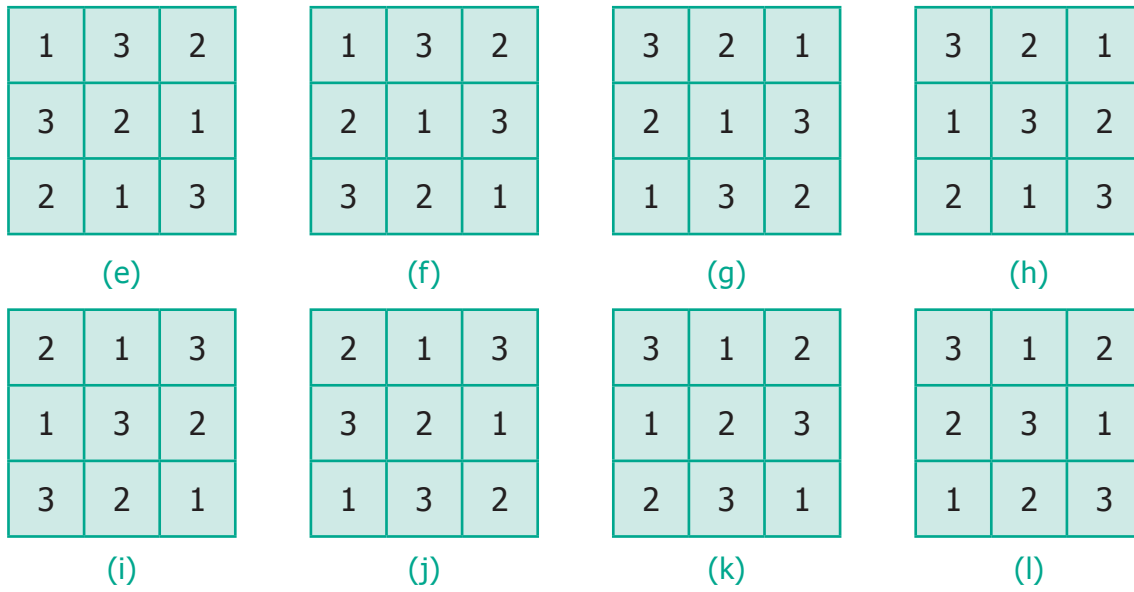 1 3 2 1 3 2 3 2 1 3 2 1
3 2 1 2 1 3 2 1 3 1 3 2
2 1 3 3 2 1 1 3 2 2 1 3
(e) (f) (g) (h)
2 1 3 2 1 3 3 1 2 3 1 2
1 3 2 3 2 1 1 2 3 2 3 1
3 2 1 1 3 2 2 3 1 1 2 3
(i) (j) (k) (l)